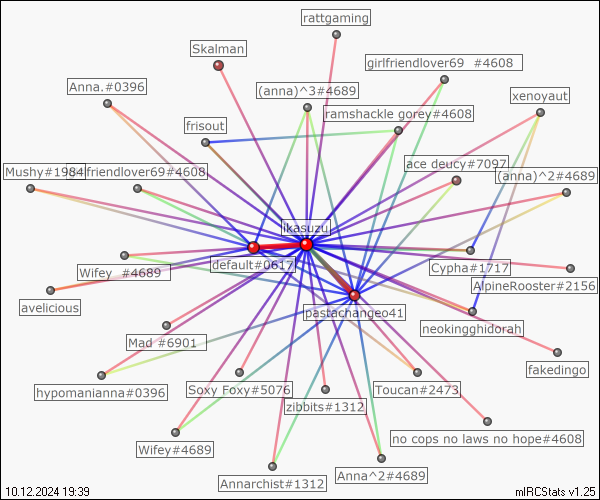 rattgaming
Skalman
girlfriendlover69 #4608
Anna.#0396
(anna)^3#4689
xenoyaut
ramshackle gorey#4608
frisout
ace deucy#7097
Mushy#1984
lfriendlover69#4608
(anna)^2#4689
ikasuzu
default#0617
Cypha#1717
Wifey #4689
AlpineRooster#2156
avelicious
pastachangeo41
neokingghidorah
Mad #6901
fakedingo
hypomanianna#0396
Soxy Foxy#5076
Toucan#2473
zibbits#1312
no cops no laws no hope#4608
Wifey#4689
Annarchist#1312
Anna^2#4689
10.12.2024 19:39
mIRCStats v1.25